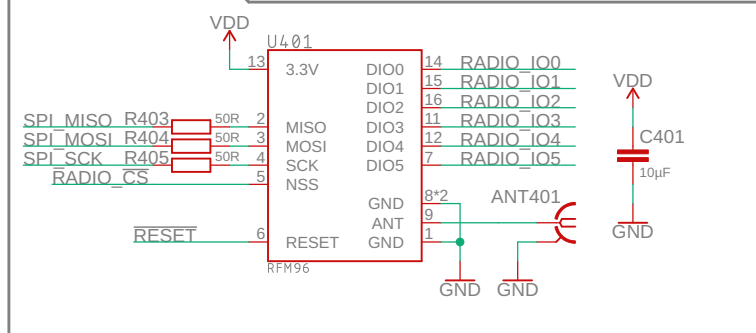 VDD
U401
13 3.3V DIO0 14 RADIO_IO0
DIO1 15 RADIO_IO1
DIO2 16 RADIO_IO2
SPI_MISO R403 50R 2 MISO DIO3 11 RADIO_IO3
SPI_MOSI R404 50R 3 MOSI DIO4 12 RADIO_IO4
SPI_SCK R405 4 SCK DIO5 7 RADIO_IO5
RADIO_CS 5 NSS
GND 8*2
ANT 9
RESET 6 RESET GND 1
RFM96
ANT401
GND
GND
VDD
C401
10µF
GND